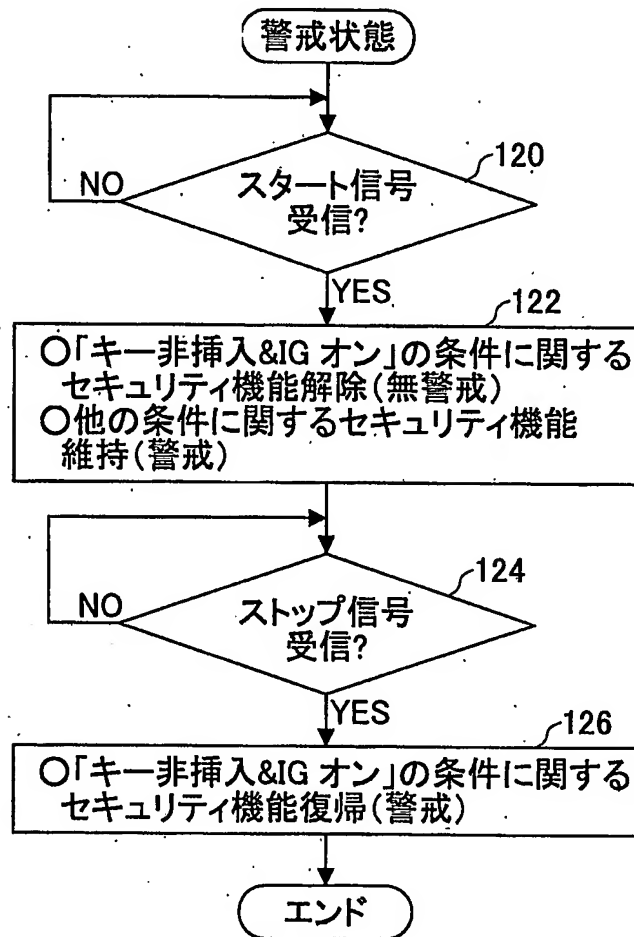 警戒状態
120
NO
スタート信号
受信?
YES
122
○「キー非挿入&IG オン」の条件に関する
セキュリティ機能解除(無警戒)
○他の条件に関するセキュリティ機能
維持(警戒)
124
NO
ストップ信号
受信?
YES
126
○「キー非挿入&IG オン」の条件に関する
セキュリティ機能復帰(警戒)
エンド